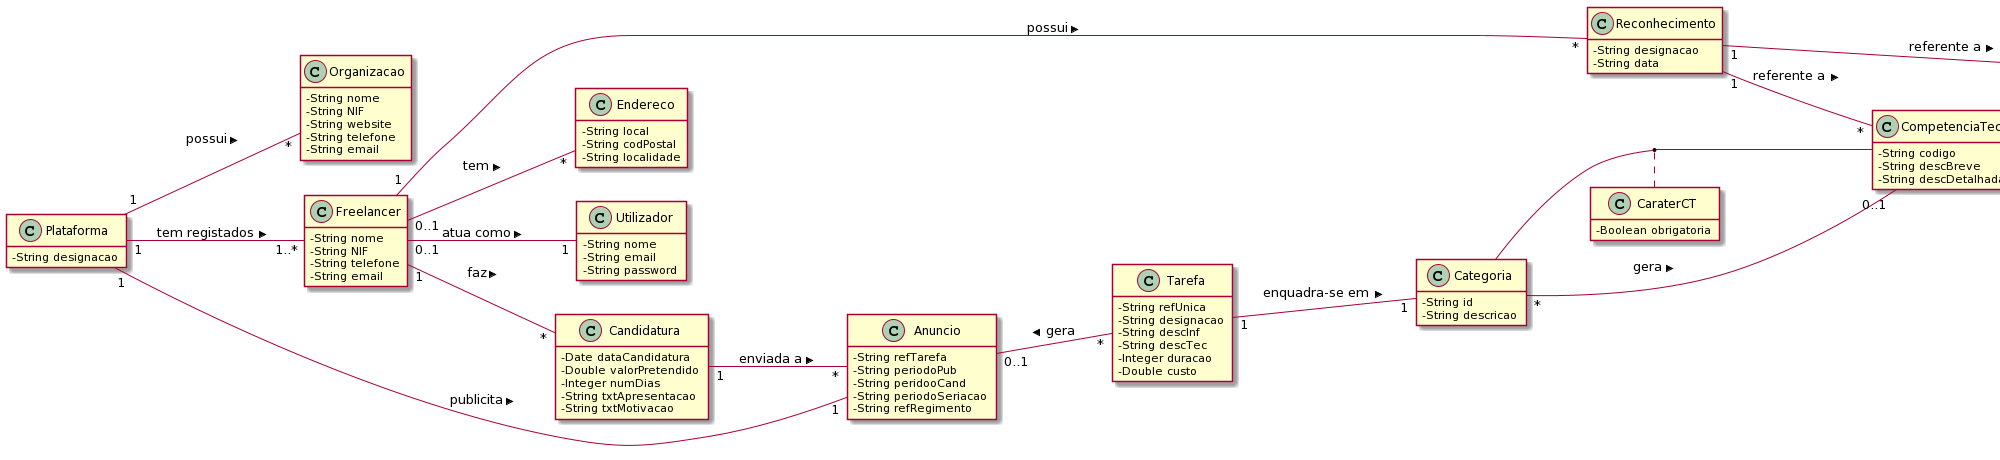 possui
C Reconhecimento
-String designacao
-String data
*
1
referente a
referente a
1
*
C Organizacao
-String nome
-String NIF
-String website
-String telefone
-String email
possui
*
1
C Endereco
-String local
-String codPostal
-String localidade
tem
*
1
0..1
C CompetenciaTec
-String codigo
-String descBreve
-String descDetalhada
0..1
C CaraterCT
-Boolean obrigatoria
C Plataforma
-String designacao
tem registados
1
1..*
1
C Freelancer
-String nome
-String NIF
-String telefone
-String email
atua como
0..1
1
C Utilizador
-String nome
-String email
-String password
faz
1
*
C Candidatura
-Date dataCandidatura
-Double valorPretendido
-Integer numDias
-String txtApresentacao
-String txtMotivacao
enviada a
1
*
C Anuncio
-String refTarefa
-String periodoPub
-String peridooCand
-String periodoSeriacao
-String refRegimento
gera
0..1
*
C Tarefa
-String refUnica
-String designacao
-String descInf
-String descTec
-Integer duracao
-Double custo
enquadra-se em
1
1
C Categoria
-String id
-String descricao
gera
*
publicita
1